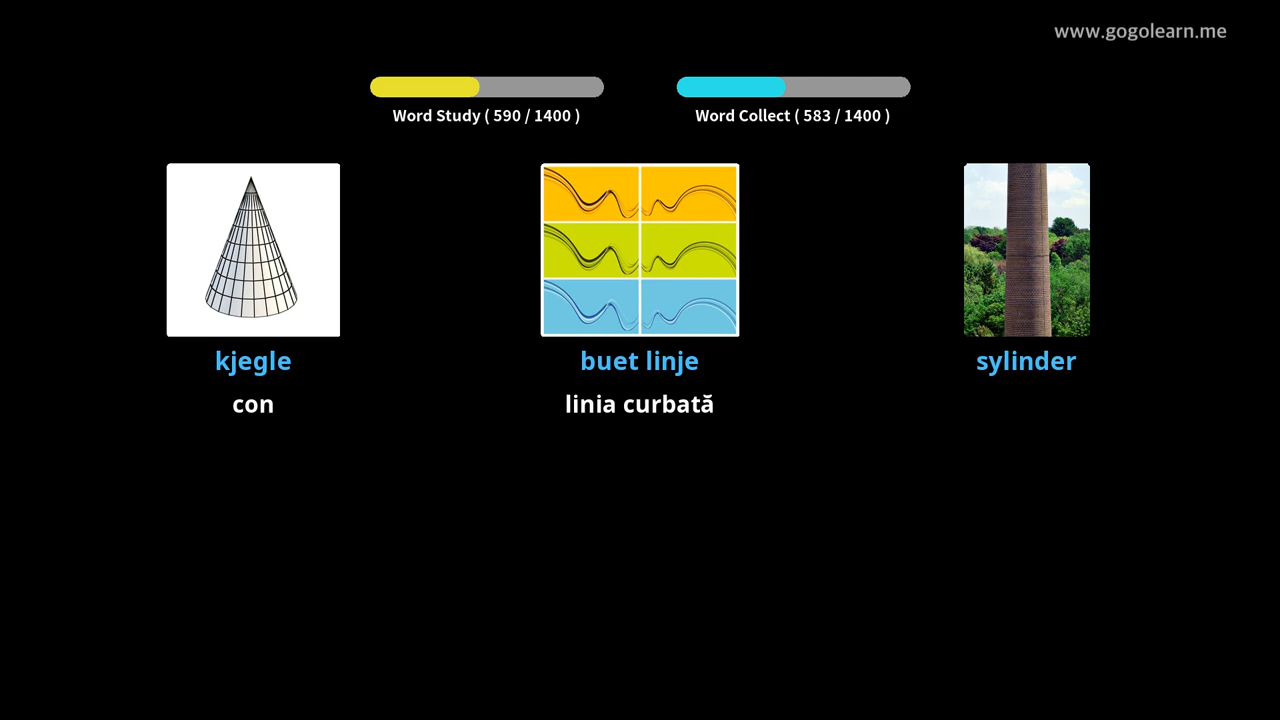 www.gogolearn.me
Word Study ( 590 / 1400 )
Word Collect ( 583 / 1400 )
kjegle
buet linje
sylinder
con
linia curbată